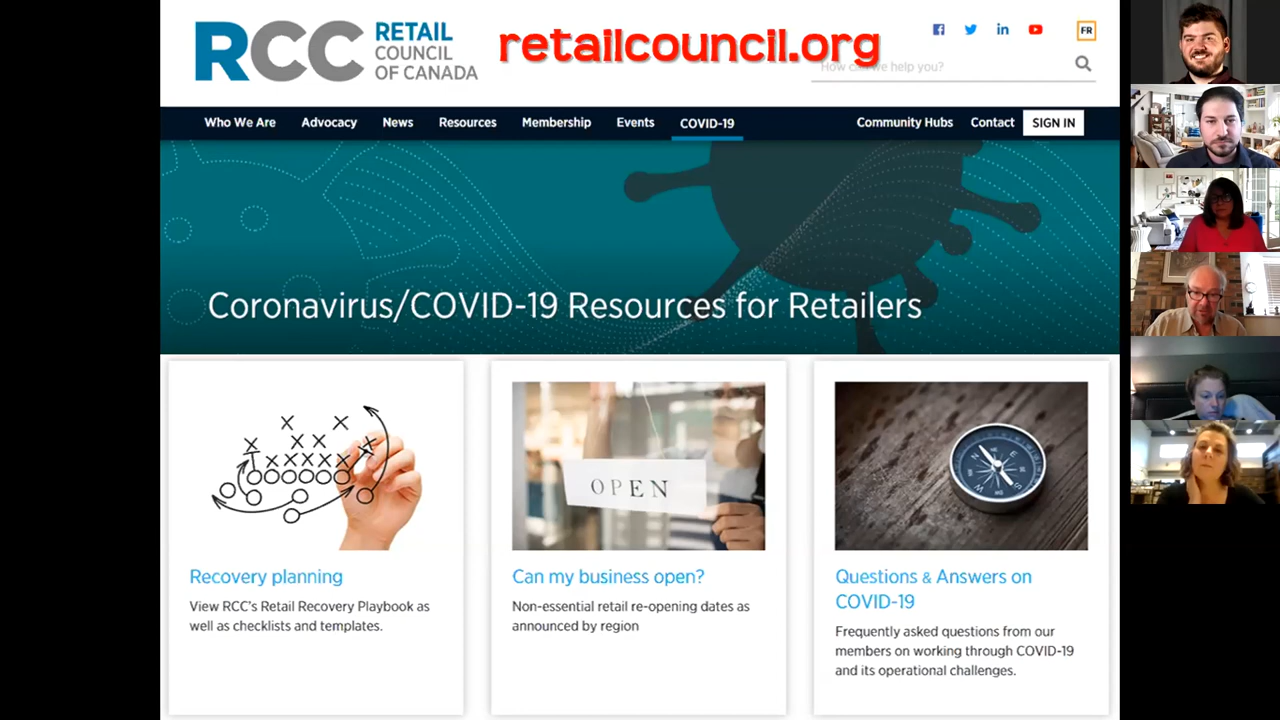 RCC RETAIL
COUNCIL
OF CANADA
retailcouncil.org
FR
How can we help you?
Who We Are Advocacy News Resources Membership Events COVID-19 Community Hubs Contact SIGN IN
Coronavirus/COVID-19 Resources for Retailers
OPEN
N E S W
Recovery planning
View RCC's Retail Recovery Playbook as
well as checklists and templates.
Can my business open?
Non-essential retail re-opening dates as
announced by region
Questions & Answers on
COVID-19
Frequently asked questions from our
members on working through COVID-19
and its operational challenges.